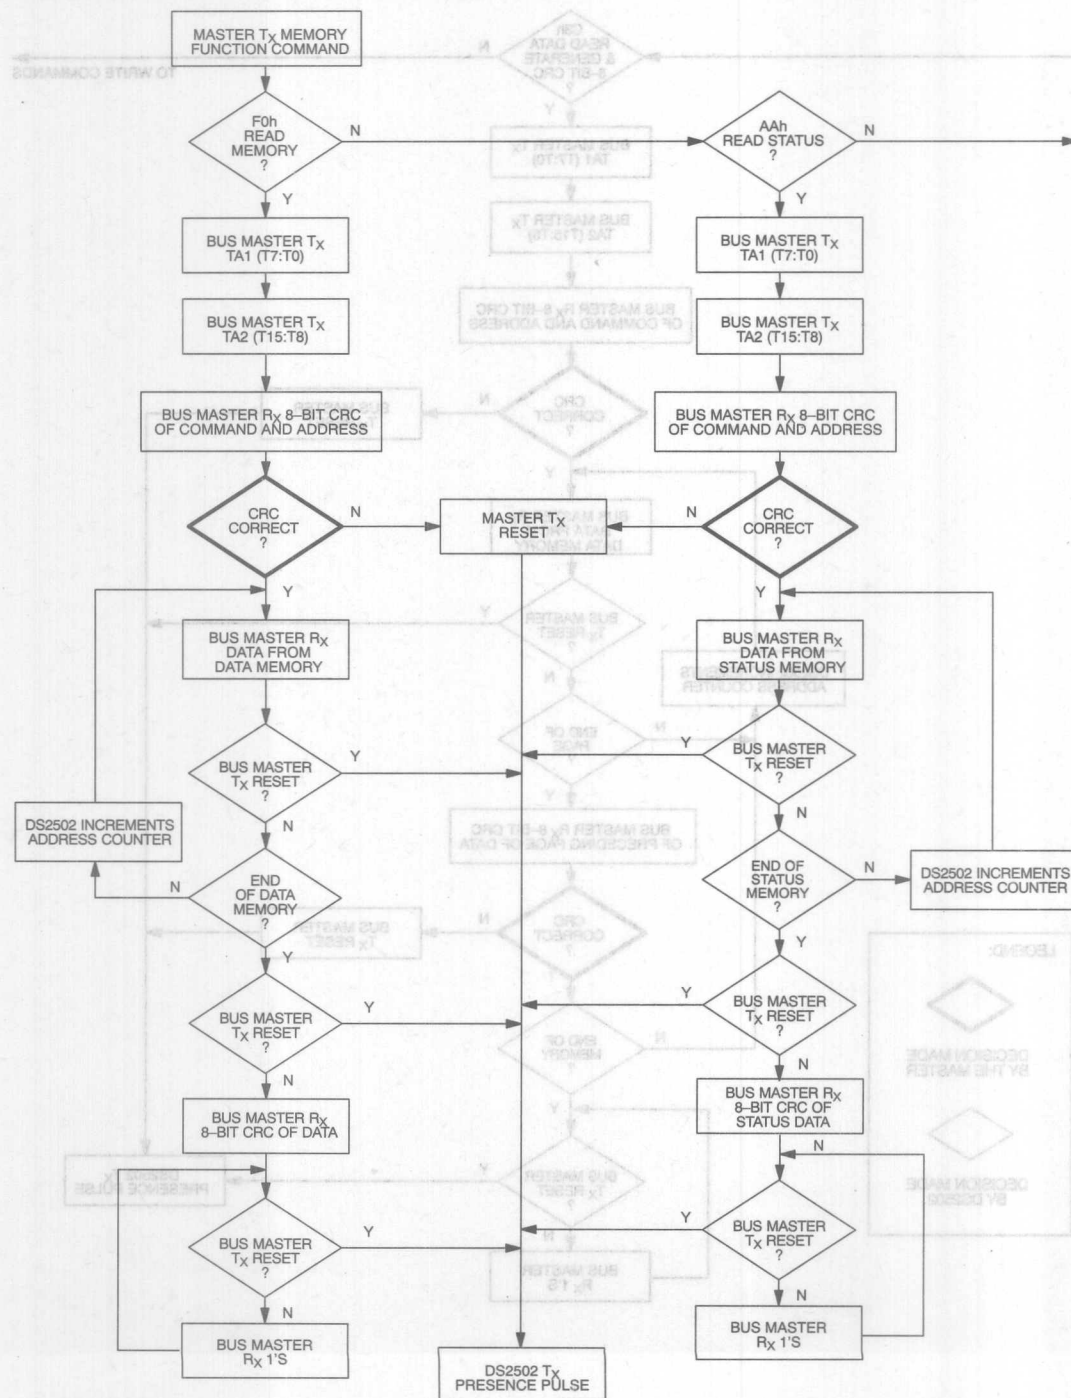 MASTER TX MEMORY
FUNCTION COMMAND
F0h
READ
MEMORY
?
N
Y
BUS MASTER TX
TA1 (T7:T0)
BUS MASTER TX
TA2 (T15:T8)
BUS MASTER RX 8–BIT CRC
OF COMMAND AND ADDRESS
CRC
CORRECT
?
N
Y
MASTER TX
RESET
BUS MASTER RX
DATA FROM
DATA MEMORY
BUS MASTER
TX RESET
?
Y
N
DS2502 INCREMENTS
ADDRESS COUNTER
END
OF DATA
MEMORY
?
N
Y
BUS MASTER
TX RESET
?
Y
N
BUS MASTER RX
8–BIT CRC OF DATA
BUS MASTER
TX RESET
?
Y
N
BUS MASTER
RX 1'S
DS2502 TX
PRESENCE PULSE
AAh
READ STATUS
?
N
Y
BUS MASTER TX
TA1 (T7:T0)
BUS MASTER TX
TA2 (T15:T8)
BUS MASTER RX 8–BIT CRC
OF COMMAND AND ADDRESS
CRC
CORRECT
?
N
Y
BUS MASTER RX
DATA FROM
STATUS MEMORY
BUS MASTER
TX RESET
?
Y
N
END OF
STATUS
MEMORY
?
N
DS2502 INCREMENTS
ADDRESS COUNTER
Y
BUS MASTER
TX RESET
?
Y
N
BUS MASTER RX
8–BIT CRC OF
STATUS DATA
N
BUS MASTER
TX RESET
?
Y
N
BUS MASTER
RX 1'S